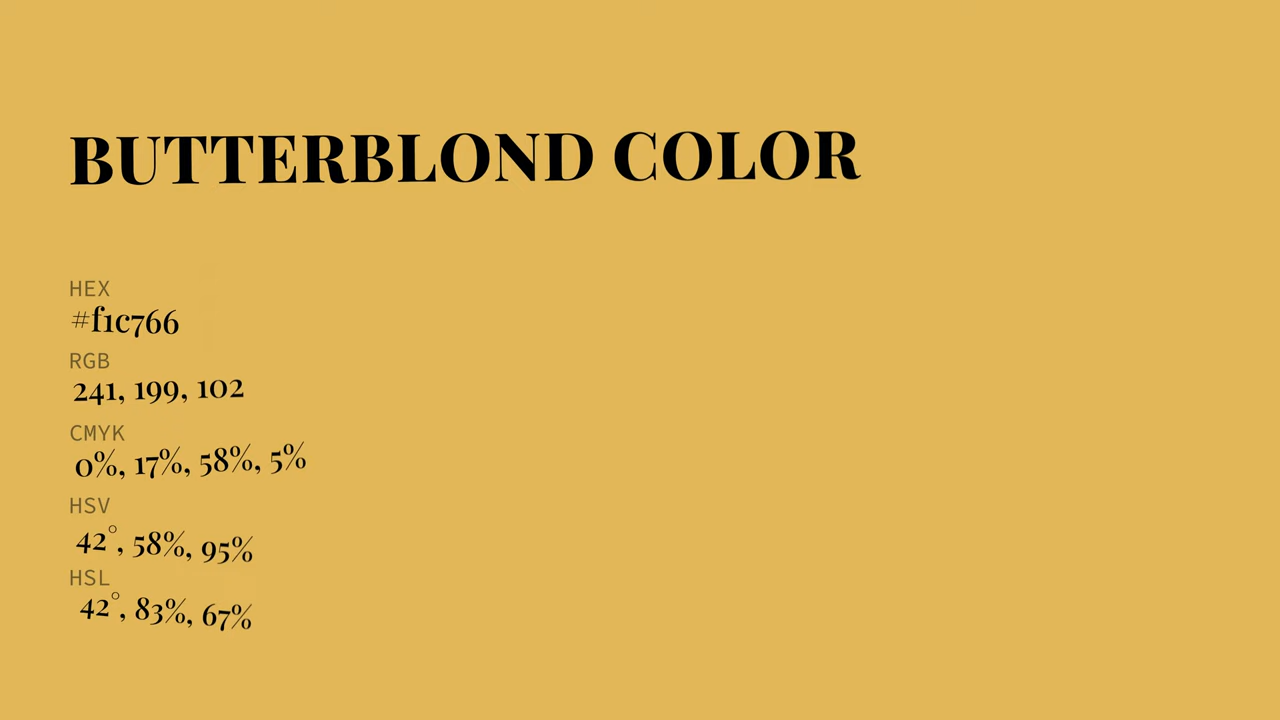 BUTTERBLOND COLOR
HEX
#f1c766
RGB
241, 199, 102
CMYK
0%, 17%, 58%, 5%
HSV
42°, 58%, 95%
HSL
42°, 83%, 67%